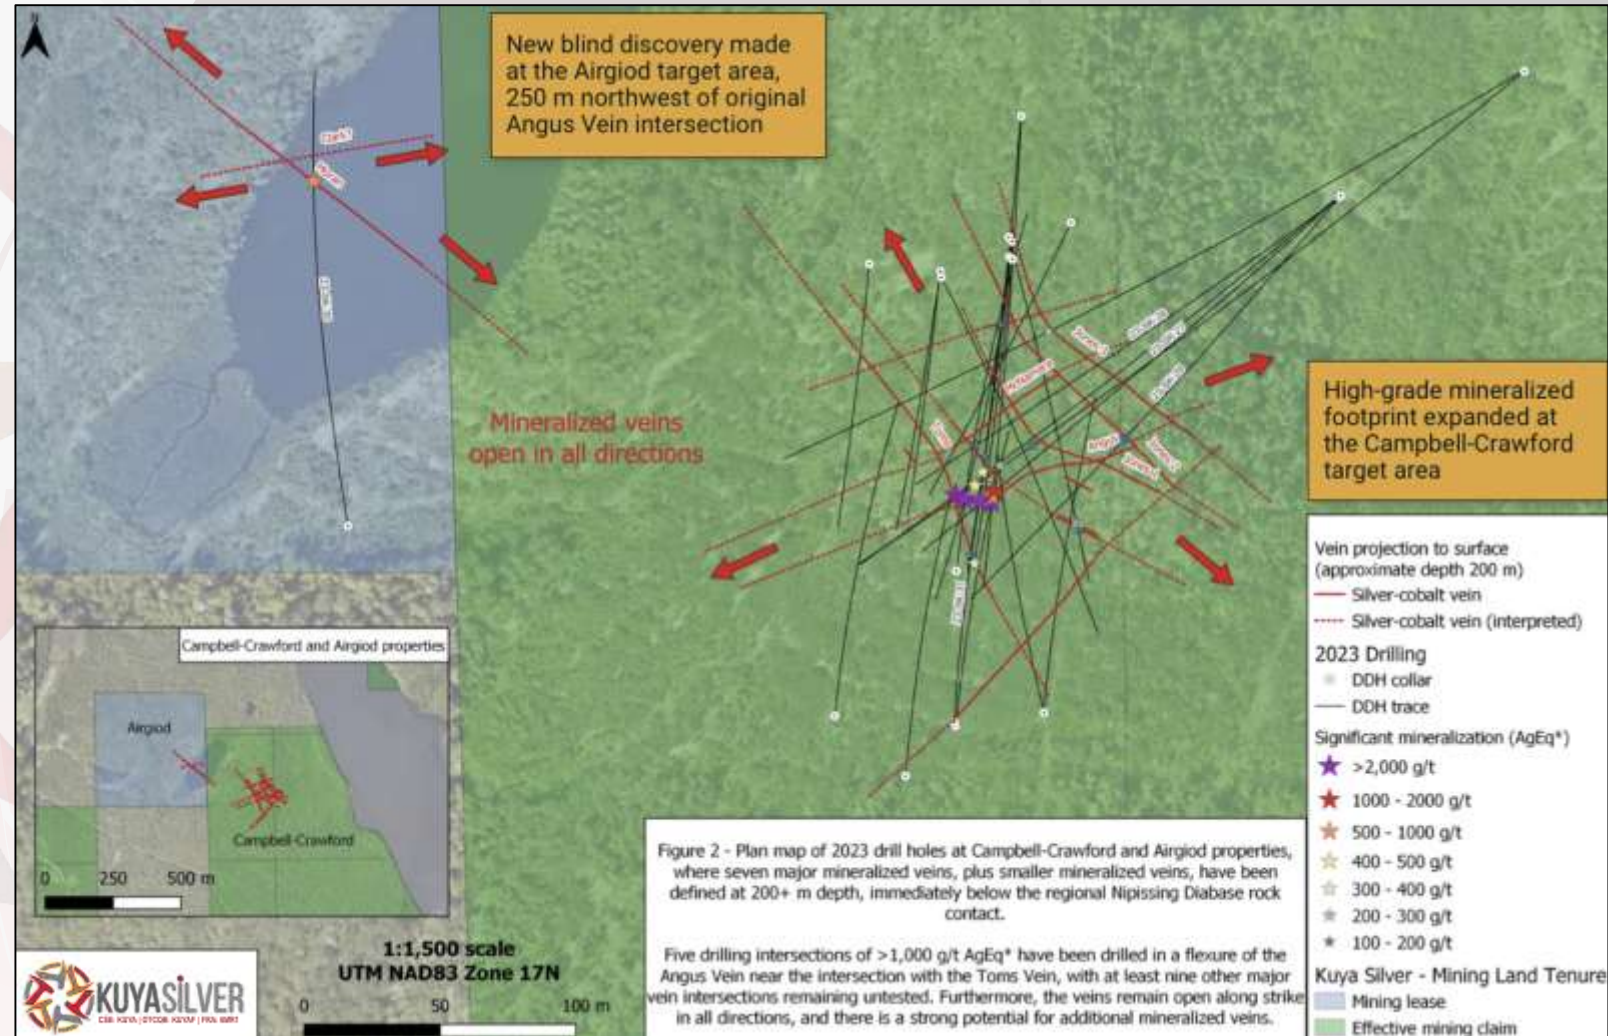 New blind discovery made
at the Airgiod target area,
250 m northwest of original
Angus Vein intersection
Mineralized veins
open in all directions
McNamara
Toms
Angus
High-grade mineralized
footprint expanded at
the Campbell-Crawford
target area
Vein projection to surface
(approximate depth 200 m)
Silver-cobalt vein
Silver-cobalt vein (interpreted)
2023 Drilling
DDH collar
DDH trace
Significant mineralization (AgEq*)
>2,000 g/t
1000 - 2000 g/t
500 - 1000 g/t
400 - 500 g/t
300 - 400 g/t
200 - 300 g/t
100 - 200 g/t
Kuya Silver - Mining Land Tenure
Mining lease
Effective mining claim
Campbell-Crawford and Airgiod properties
Airgiod
Campbell-Crawford
0 250 500 m
1:1,500 scale
UTM NAD83 Zone 17N
0 50 100 m
KUYASILVER
Figure 2 - Plan map of 2023 drill holes at Campbell-Crawford and Airgiod properties,
where seven major mineralized veins, plus smaller mineralized veins, have been
defined at 200+ m depth, immediately below the regional Nipissing Diabase rock
contact.
Five drilling intersections of >1,000 g/t AgEq* have been drilled in a flexure of the
Angus Vein near the intersection with the Toms Vein, with at least nine other major
vein intersections remaining untested. Furthermore, the veins remain open along strike
in all directions, and there is a strong potential for additional mineralized veins.